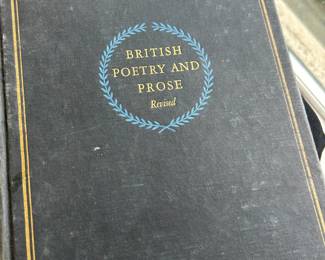 BRITISH
POETRY AND
PROSE
Revised